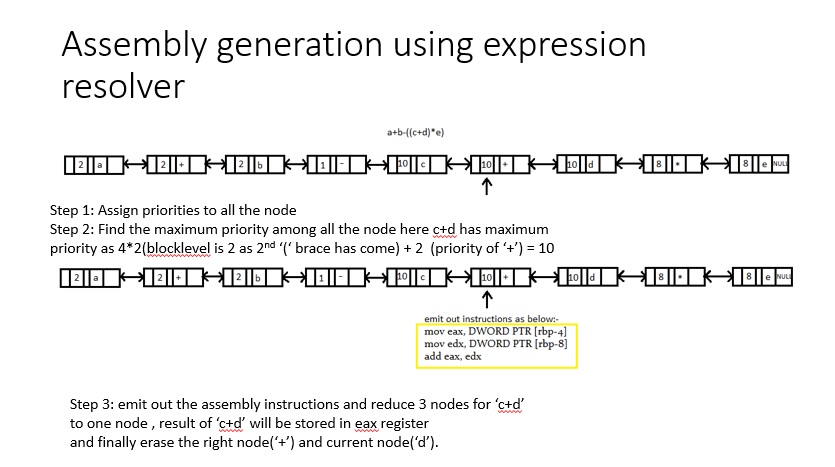 Assembly generation using expression
resolver
a+b-((c+d)*e)
2 a 2 + 2 b 1 - 10 c 10 + 10 d 8 * 8 e NULL
Step 1: Assign priorities to all the node
Step 2: Find the maximum priority among all the node here c+d has maximum
priority as 4*2(blocklevel is 2 as 2nd ‘(‘ brace has come) + 2  (priority of ‘+’) = 10
2 a 2 + 2 b 1 - 10 c 10 + 10 d 8 * 8 e NULL
emit out instructions as below:-
mov eax, DWORD PTR [rbp-4]
mov edx, DWORD PTR [rbp-8]
add eax, edx
Step 3: emit out the assembly instructions and reduce 3 nodes for ‘c+d’
to one node , result of ‘c+d’ will be stored in eax register
and finally erase the right node(‘+’) and current node(‘d’).